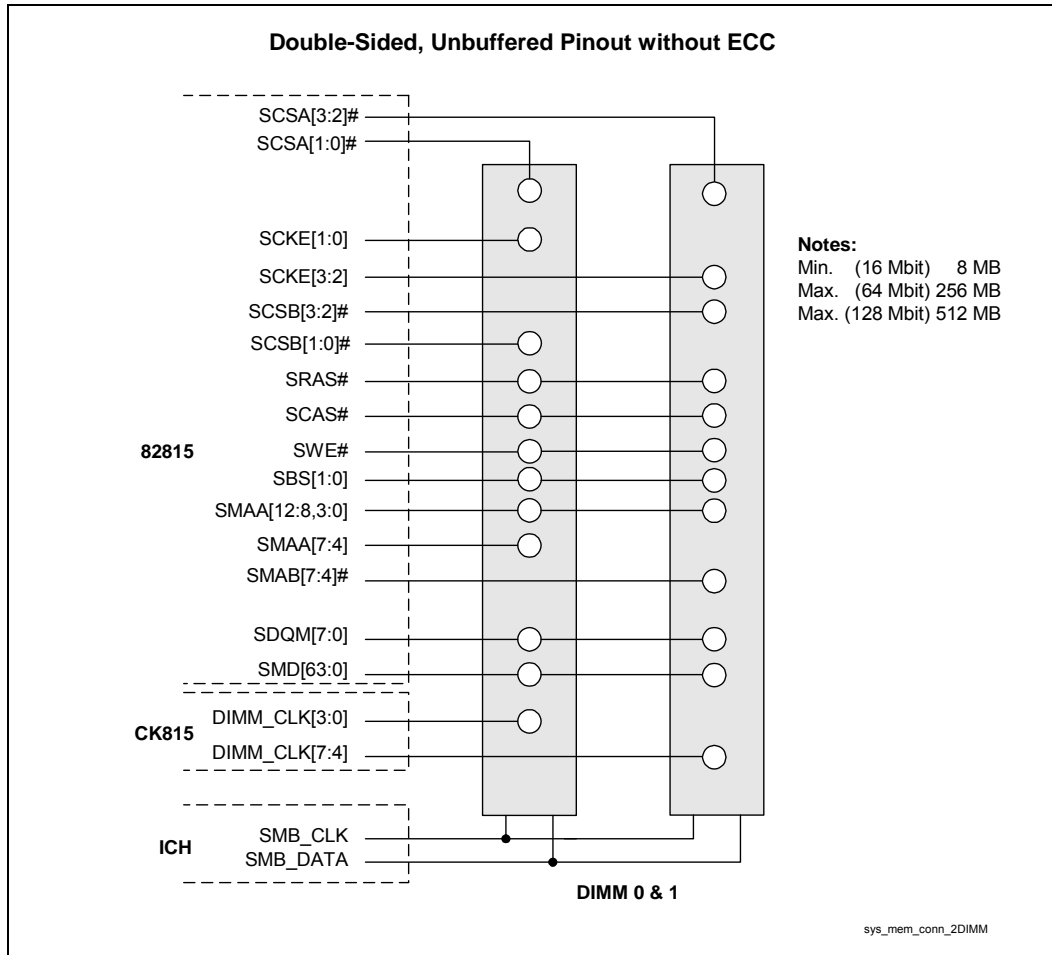 Double-Sided, Unbuffered Pinout without ECC
SCSA[3:2]#
SCSA[1:0]#
SCKE[1:0]
SCKE[3:2]
SCSB[3:2]#
SCSB[1:0]#
SRAS#
SCAS#
SWE#
SBS[1:0]
SMAA[12:8,3:0]
SMAA[7:4]
SMAB[7:4]#
SDQM[7:0]
SMD[63:0]
82815
DIMM_CLK[3:0]
DIMM_CLK[7:4]
CK815
SMB_CLK
SMB_DATA
ICH
Notes:
Min. (16 Mbit) 8 MB
Max. (64 Mbit) 256 MB
Max. (128 Mbit) 512 MB
DIMM 0 & 1
sys_mem_conn_2DIMM